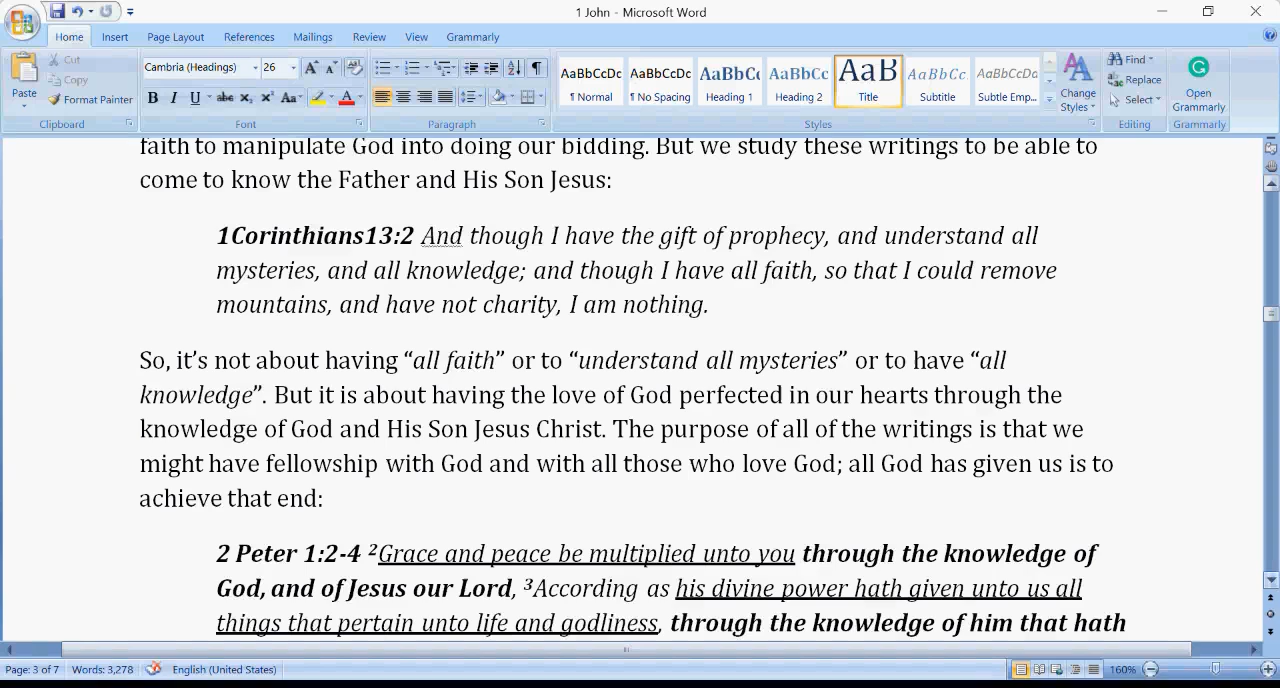 1 John - Microsoft Word
Home Insert Page Layout References Mailings Review View Grammarly
Paste
Cut
Copy
Format Painter
Clipboard
Cambria (Headings) 26
B I U abc X₂ X² Aa
Font
Paragraph
AaBbCcDc AaBbCcDc AaBbC AaBbCc AaB AaBbCc. AaBbCcDa
¶ Normal ¶ No Spacing Heading 1 Heading 2 Title Subtitle Subtle Emp...
Change Styles
Styles
Find
Replace
Select
Editing
Open Grammarly
Grammarly
faith to manipulate God into doing our bidding. But we study these writings to be able to
come to know the Father and His Son Jesus:
1Corinthians13:2 And though I have the gift of prophecy, and understand all
mysteries, and all knowledge; and though I have all faith, so that I could remove
mountains, and have not charity, I am nothing.
So, it’s not about having “all faith” or to “understand all mysteries” or to have “all
knowledge”. But it is about having the love of God perfected in our hearts through the
knowledge of God and His Son Jesus Christ. The purpose of all of the writings is that we
might have fellowship with God and with all those who love God; all God has given us is to
achieve that end:
2 Peter 1:2-4 ²Grace and peace be multiplied unto you through the knowledge of
God, and of Jesus our Lord, ³According as his divine power hath given unto us all
things that pertain unto life and godliness, through the knowledge of him that hath
Page: 3 of 7 Words: 3,278 English (United States) 160%